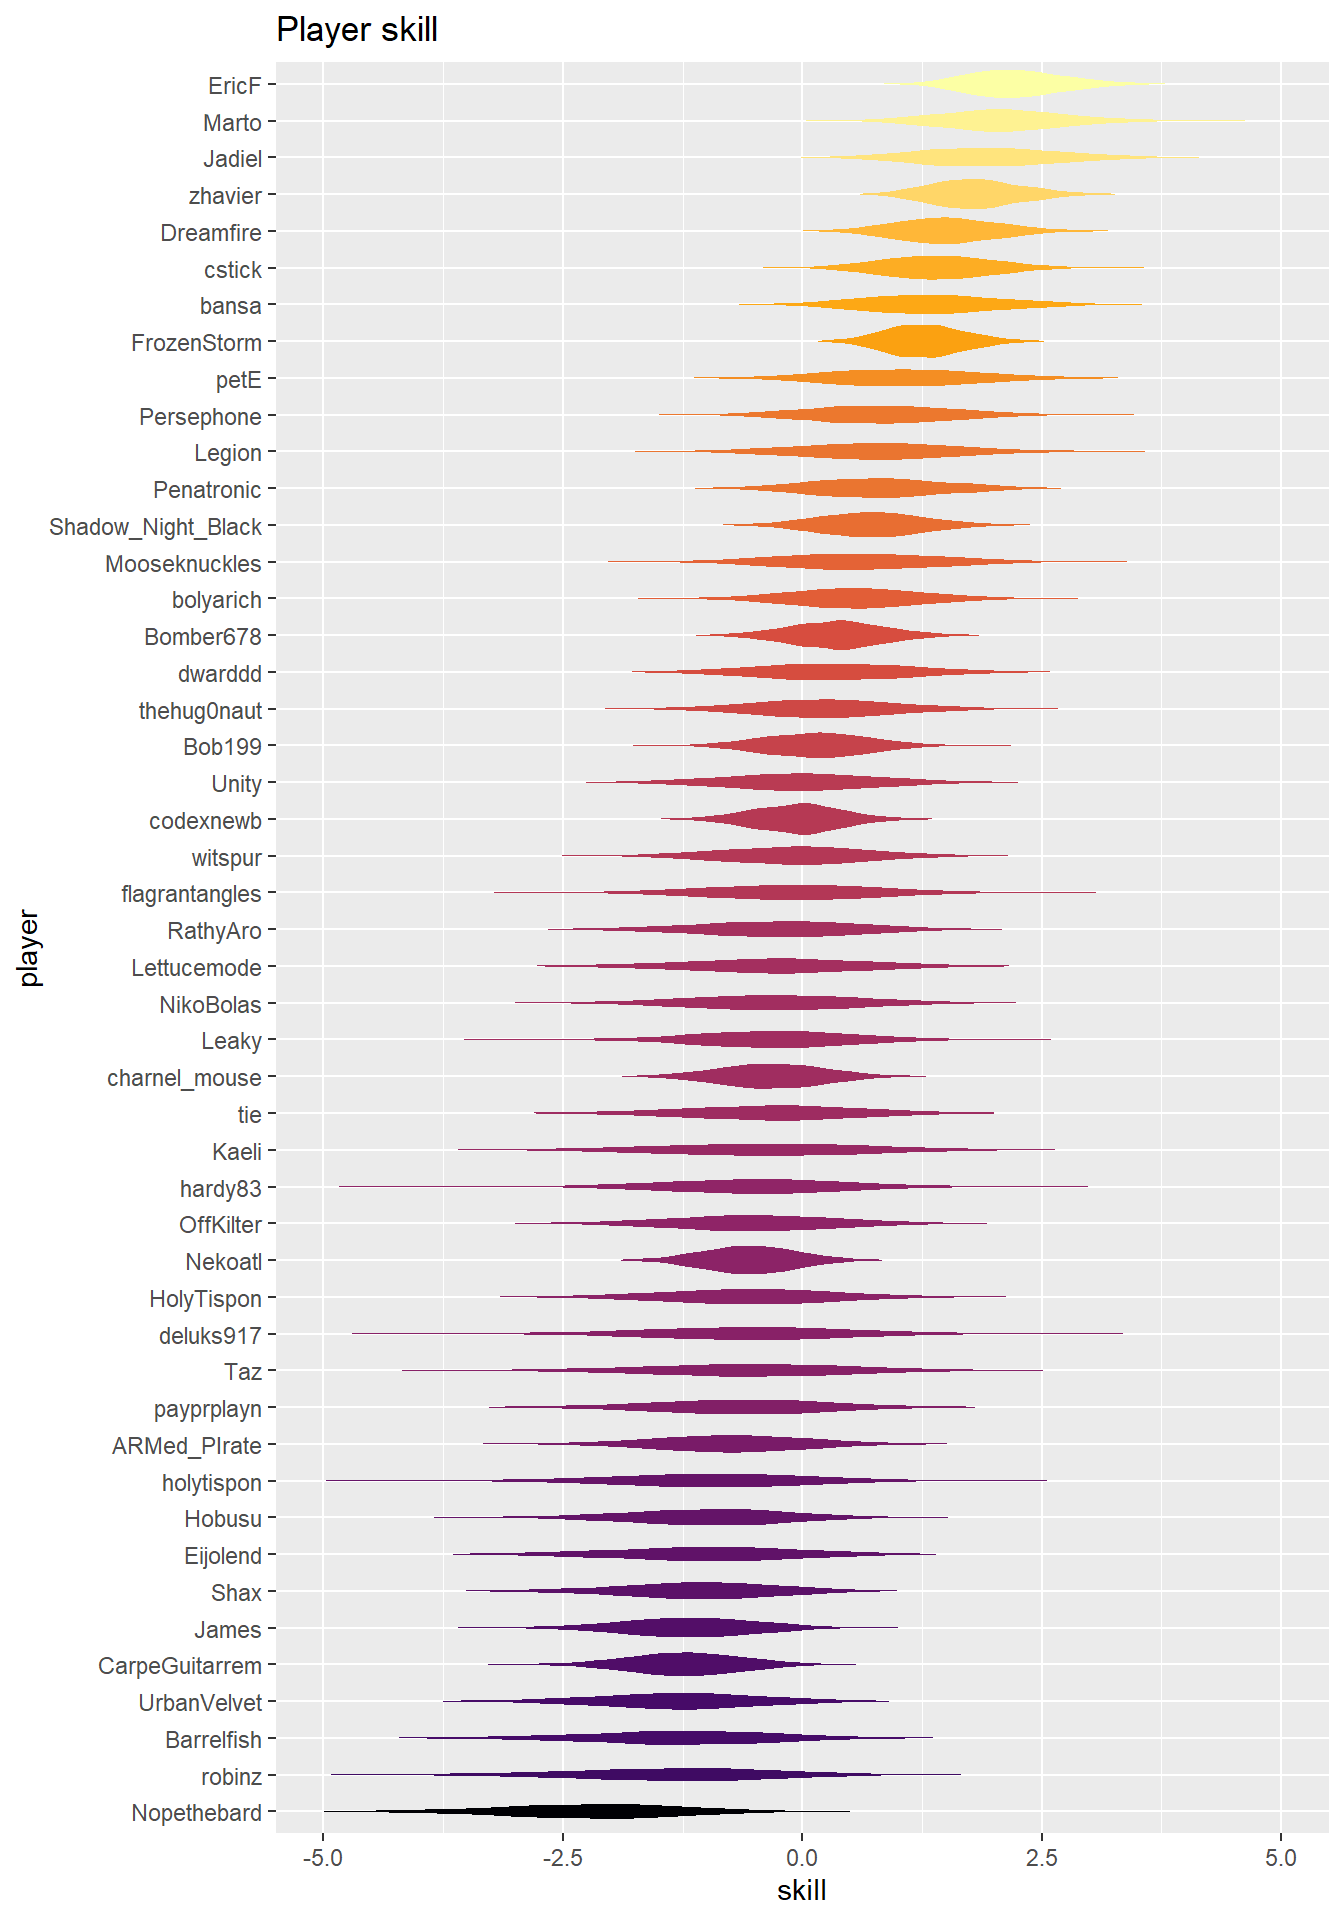 Player skill
EricF
Marto
Jadiel
zhavier
Dreamfire
cstick
bansa
FrozenStorm
petE
Persephone
Legion
Penatronic
Shadow_Night_Black
Mooseknuckles
bolyarich
Bomber678
dwarddd
thehug0naut
Bob199
Unity
codexnewb
witspur
flagrantangles
RathyAro
Lettucemode
NikoBolas
Leaky
charnel_mouse
tie
Kaeli
hardy83
OffKilter
Nekoatl
HolyTispon
deluks917
Taz
payprplayn
ARMed_PIrate
holytispon
Hobusu
Eijolend
Shax
James
CarpeGuitarrem
UrbanVelvet
Barrelfish
robinz
Nopethebard
player
-5.0 -2.5 0.0 2.5 5.0
skill